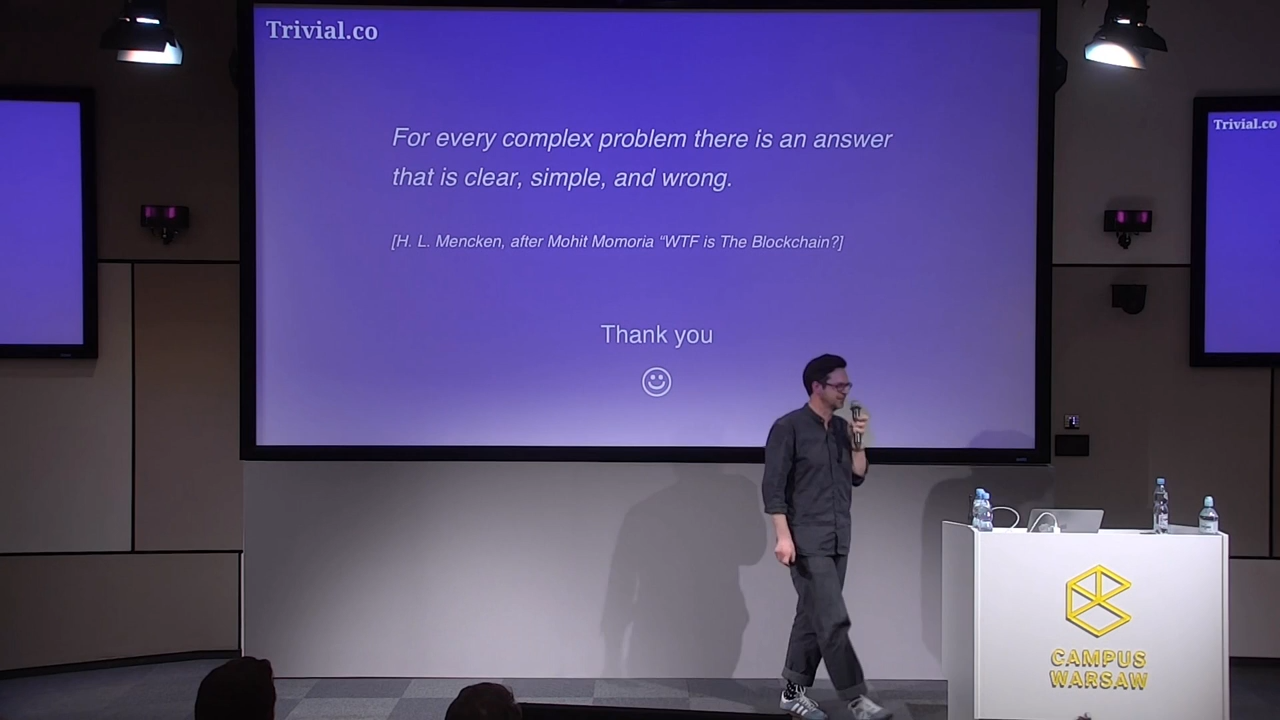 Trivial.co
For every complex problem there is an answer
that is clear, simple, and wrong.
[H. L. Mencken, after Mohit Momoria “WTF is The Blockchain?]
Thank you
Trivial.co
CAMPUS
WARSAW